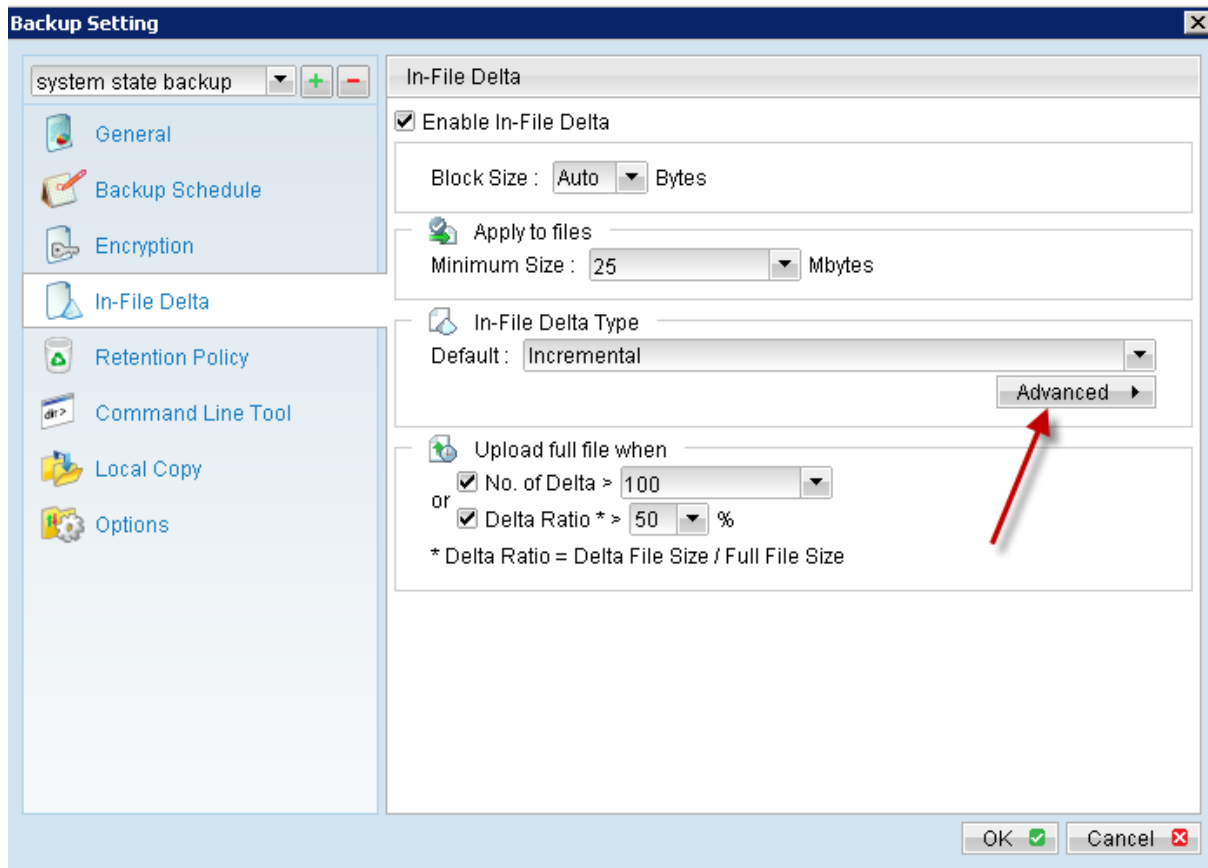 Backup Setting
system state backup
General
Backup Schedule
Encryption
In-File Delta
Retention Policy
Command Line Tool
Local Copy
Options
In-File Delta
Enable In-File Delta
Block Size : Auto Bytes
Apply to files
Minimum Size : 25 Mbytes
In-File Delta Type
Default : Incremental
Advanced
Upload full file when
No. of Delta > 100
or
Delta Ratio * > 50 %
* Delta Ratio = Delta File Size / Full File Size
OK Cancel